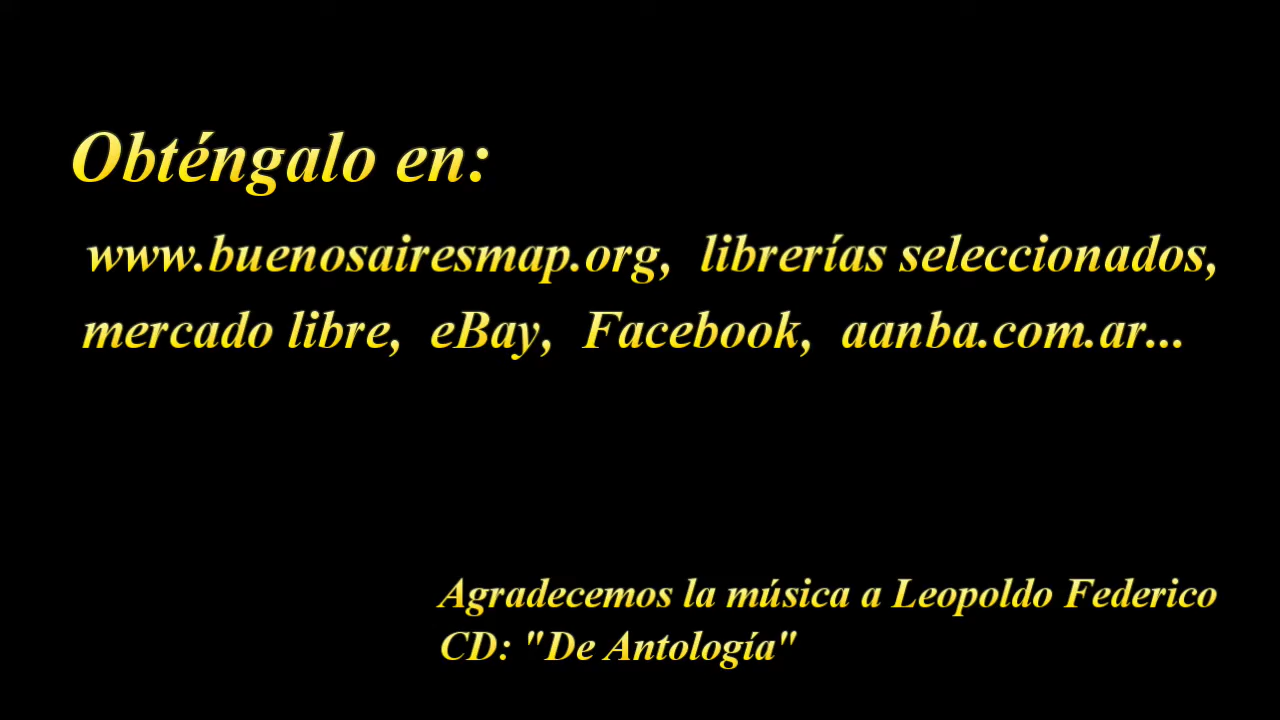 Obténgalo en:
www.buenosairesmap.org, librerías seleccionados,
mercado libre, eBay, Facebook, aanba.com.ar...
Agradecemos la música a Leopoldo Federico
CD: "De Antología"